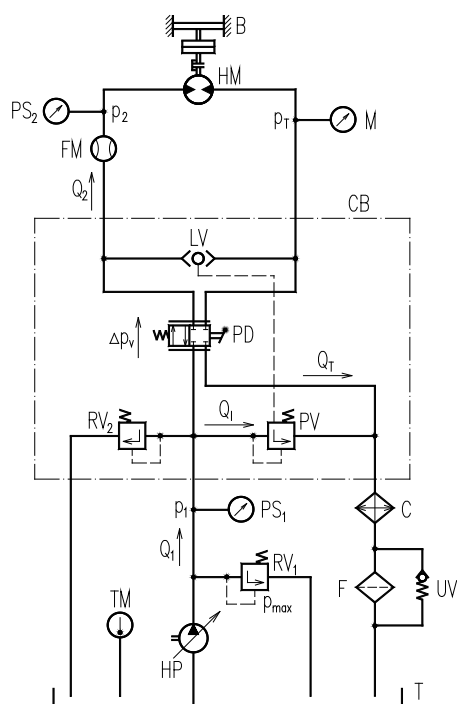 B
HM
PS2
p2
pT
M
FM
Q2
CB
LV
Δpv
PD
QT
RV2
QI
PV
p1
PS1
C
Q1
RV1
F
UV
TM
pmax
HP
T